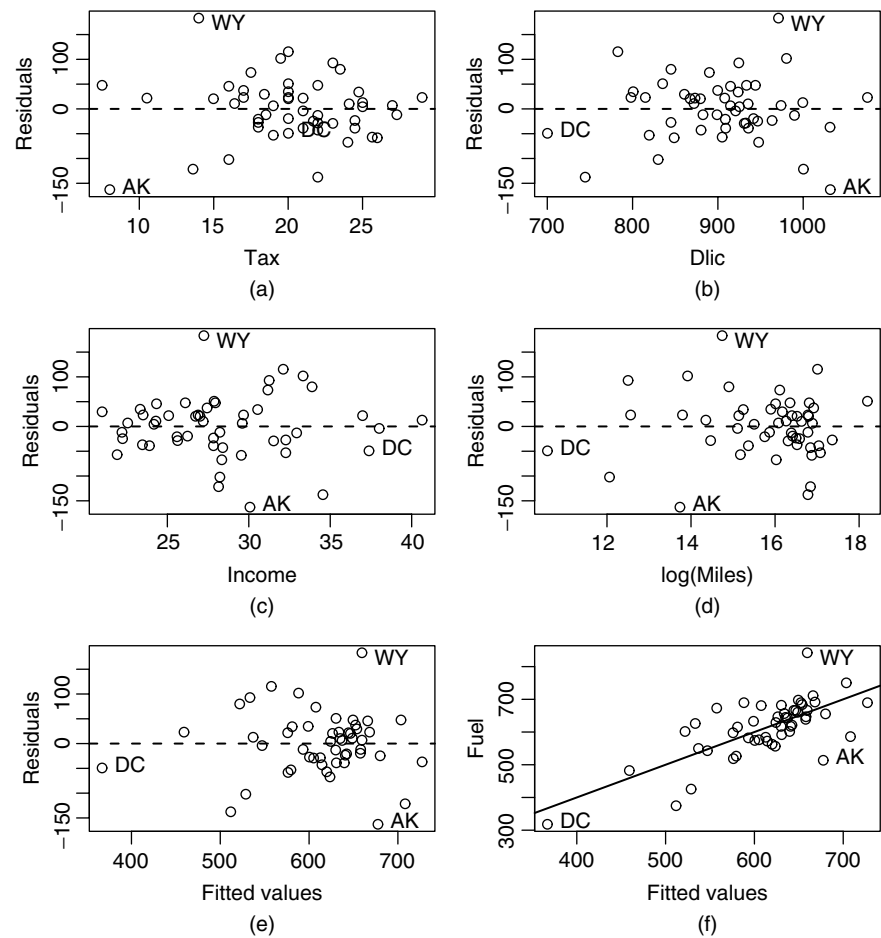 Residuals
−150 0 100
WY
AK
DC
10 15 20 25
Tax
(a)
Residuals
−150 0 100
WY
DC
AK
700 800 900 1000
Dlic
(b)
Residuals
−150 0 100
WY
DC
AK
25 30 35 40
Income
(c)
Residuals
−150 0 100
WY
DC
AK
12 14 16 18
log(Miles)
(d)
Residuals
−150 0 100
WY
DC
AK
400 500 600 700
Fitted values
(e)
Fuel
300 500 700
WY
AK
DC
400 500 600 700
Fitted values
(f)